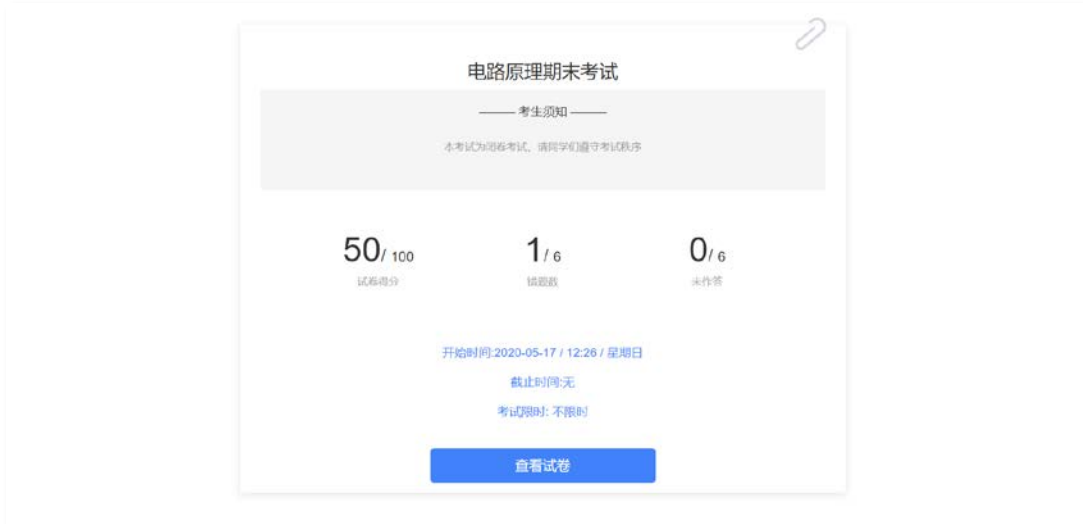 电路原理期末考试
——— 考生须知 ———
本考试为闭卷考试，请同学们遵守考试秩序
50/ 100
1/ 6
0/ 6
试卷得分
错题数
未作答
开始时间:2020-05-17 / 12:26 / 星期日
截止时间:无
考试限时: 不限时
查看试卷